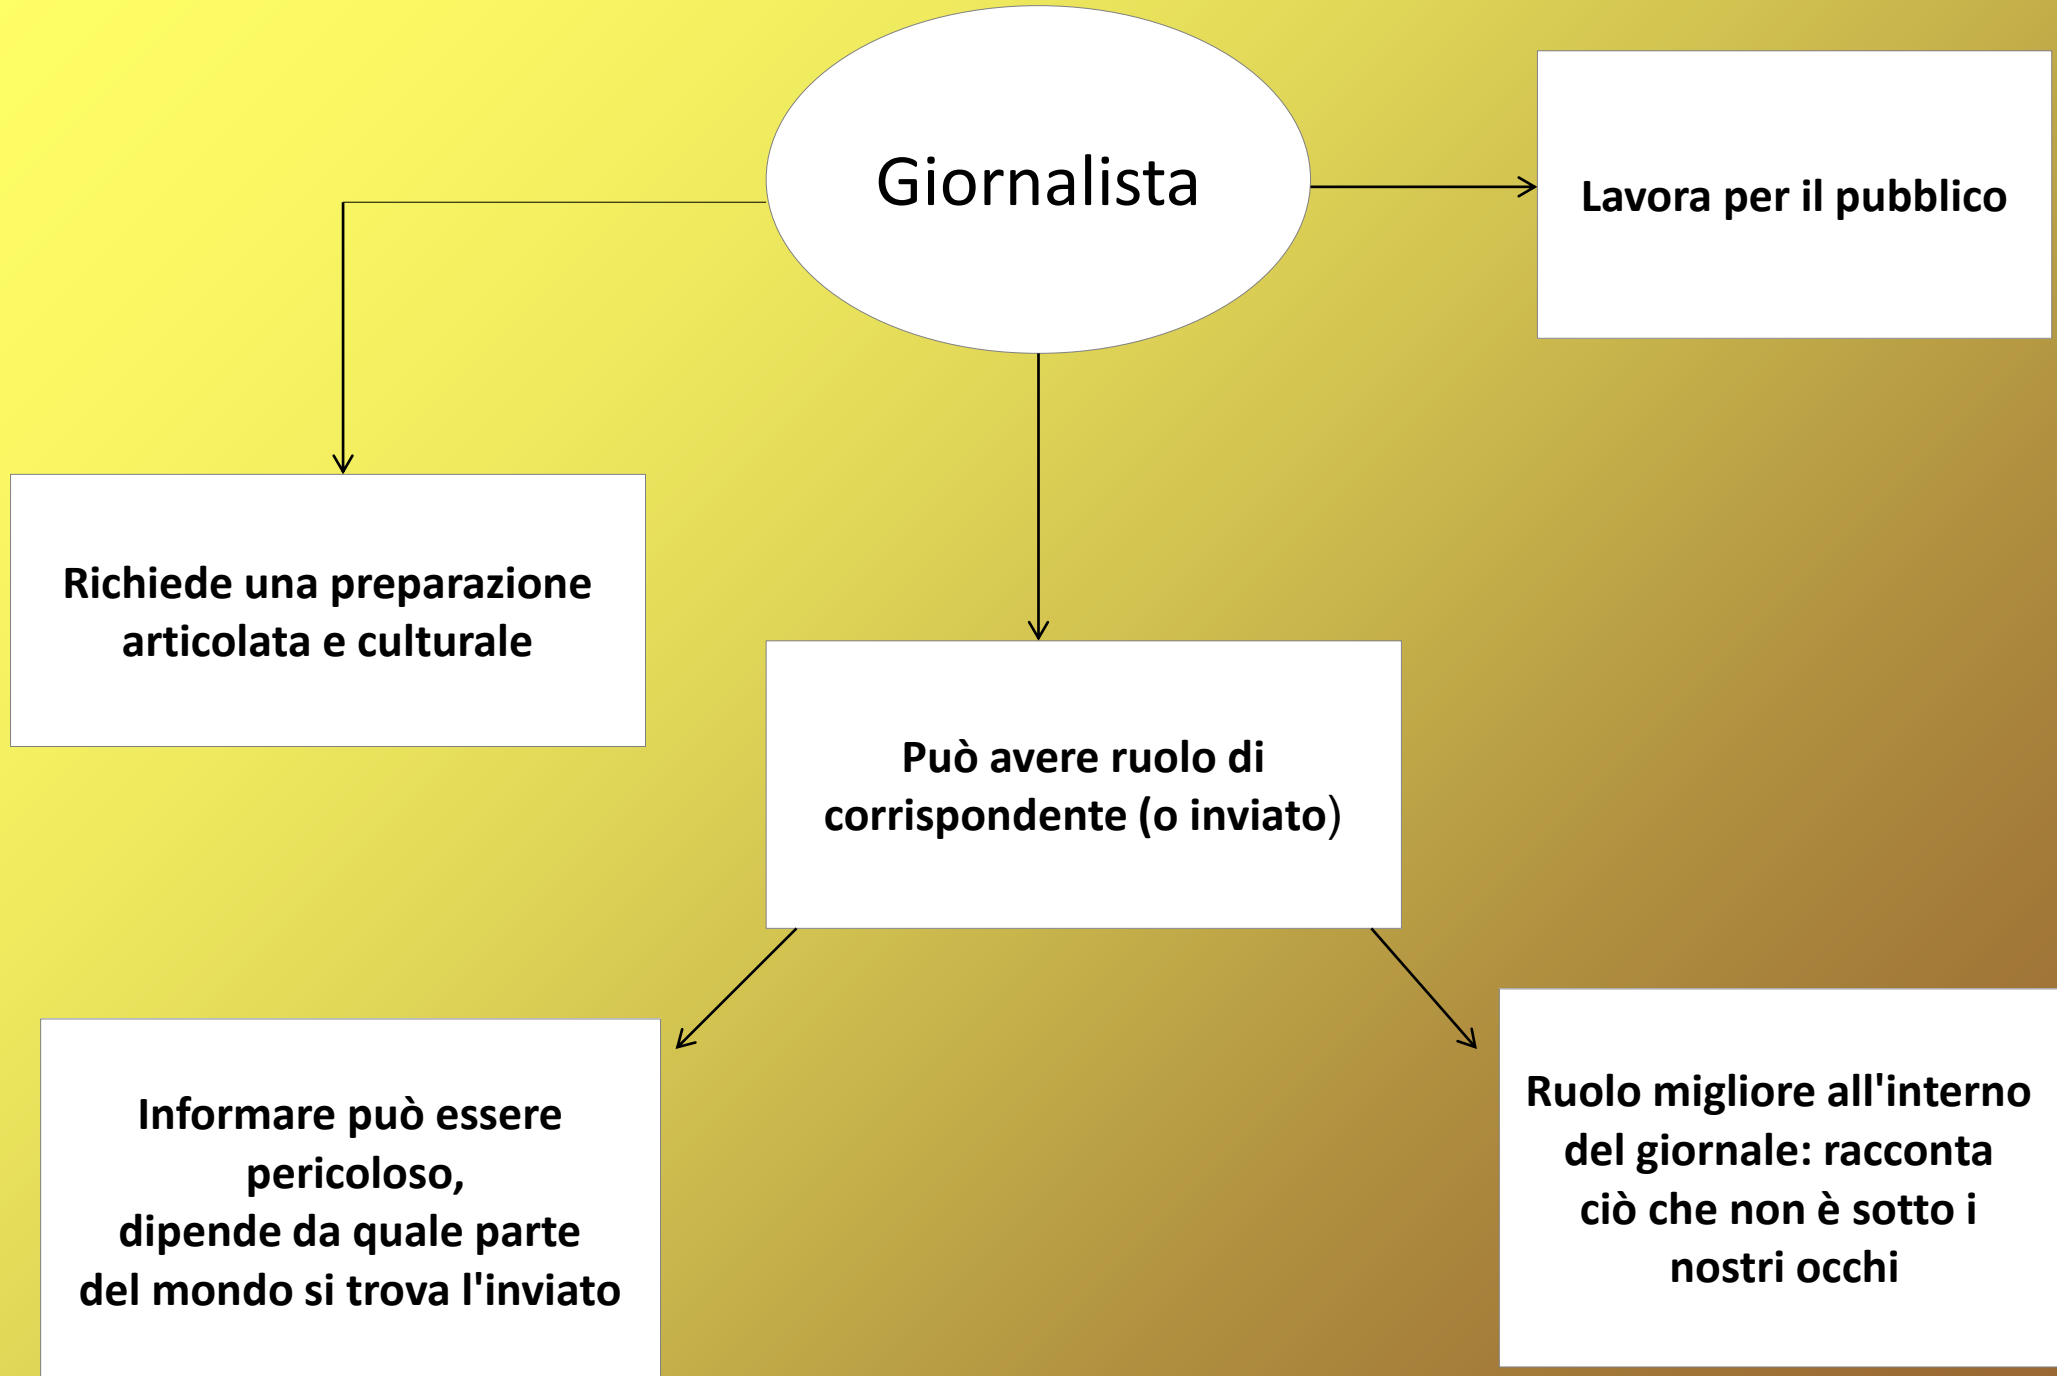 Giornalista
Lavora per il pubblico
Richiede una preparazione
articolata e culturale
Può avere ruolo di
corrispondente (o inviato)
Informare può essere
pericoloso,
dipende da quale parte
del mondo si trova l'inviato
Ruolo migliore all'interno
del giornale: racconta
ciò che non è sotto i
nostri occhi